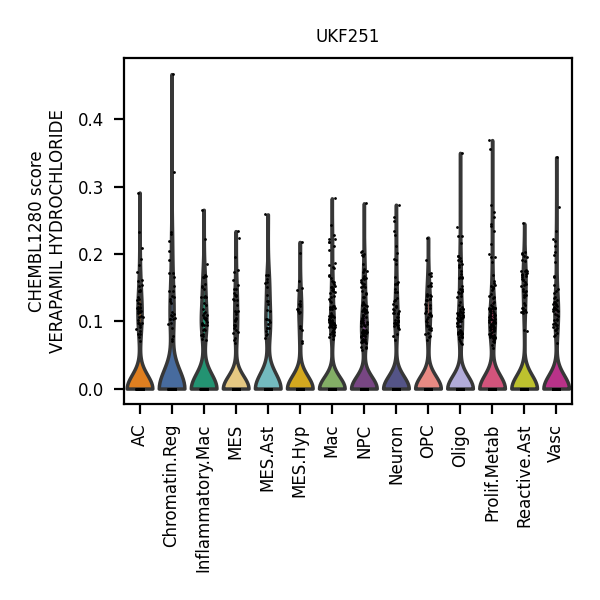 UKF251
CHEMBL1280 score
VERAPAMIL HYDROCHLORIDE
0.4
0.3
0.2
0.1
0.0
AC
Chromatin.Reg
Inflammatory.Mac
MES
MES.Ast
MES.Hyp
Mac
NPC
Neuron
OPC
Oligo
Prolif.Metab
Reactive.Ast
Vasc